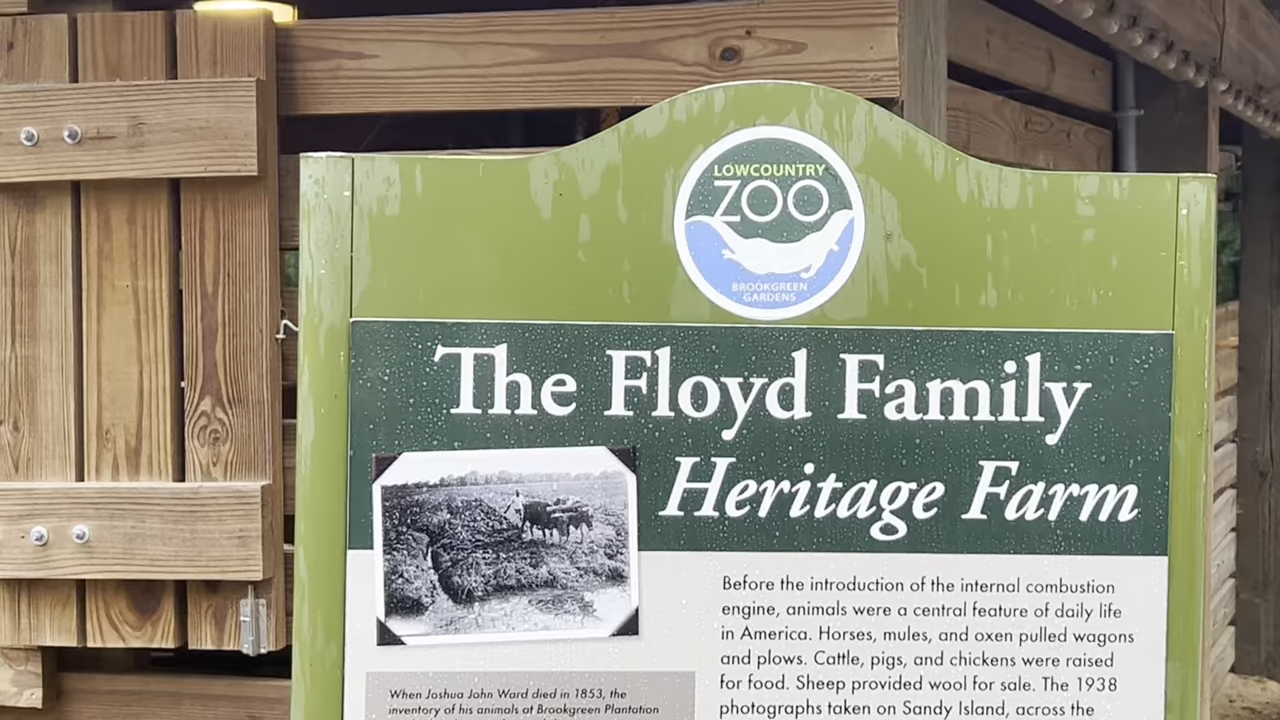 LOWCOUNTRY
ZOO
BROOKGREEN
GARDENS
The Floyd Family
Heritage Farm
Before the introduction of the internal combustion
engine, animals were a central feature of daily life
in America. Horses, mules, and oxen pulled wagons
and plows. Cattle, pigs, and chickens were raised
for food. Sheep provided wool for sale. The 1938
photographs taken on Sandy Island, across the
When Joshua John Ward died in 1853, the
inventory of his animals at Brookgreen Plantation